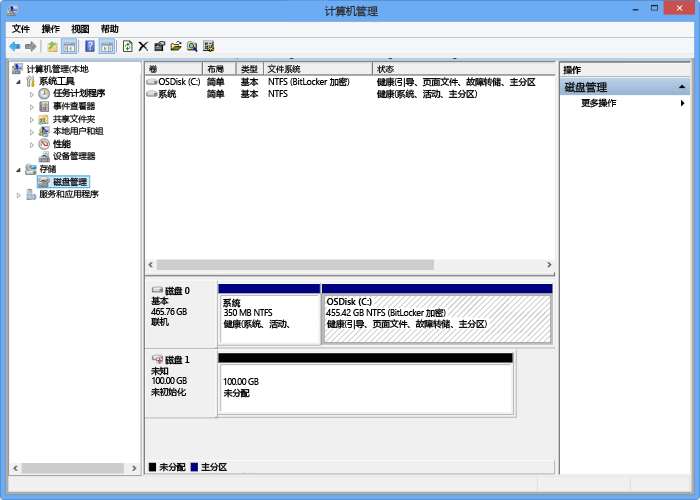 计算机管理
文件 操作 视图 帮助
计算机管理(本地
系统工具
任务计划程序
事件查看器
共享文件夹
本地用户和组
性能
设备管理器
存储
磁盘管理
服务和应用程序
卷 布局 类型 文件系统 状态
OSDisk (C:) 简单 基本 NTFS (BitLocker 加密) 健康(引导、页面文件、故障转储、主分区
系统 简单 基本 NTFS 健康(系统、活动、主分区)
磁盘 0
基本
465.76 GB
联机
系统
350 MB NTFS
健康(系统、活动、
OSDisk (C:)
455.42 GB NTFS (BitLocker 加密)
健康(引导、页面文件、故障转储、主分区)
磁盘 1
未知
100.00 GB
未初始化
100.00 GB
未分配
未分配 主分区
操作
磁盘管理
更多操作